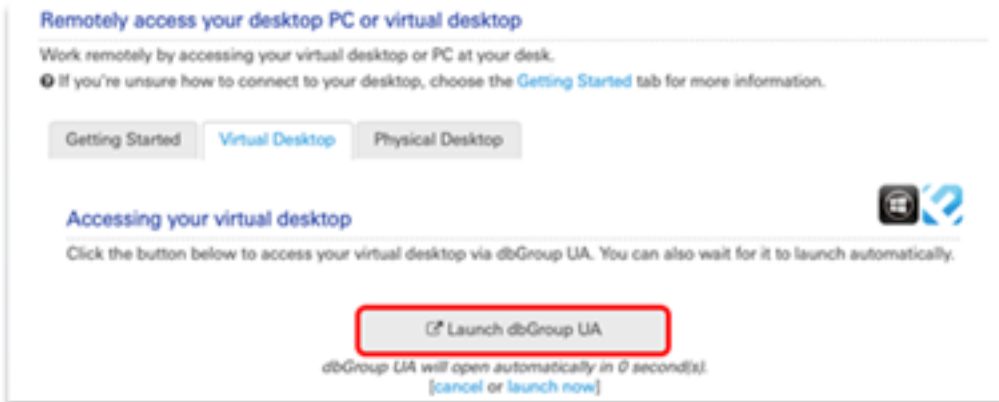 Remotely access your desktop PC or virtual desktop
Work remotely by accessing your virtual desktop or PC at your desk.
If you're unsure how to connect to your desktop, choose the Getting Started tab for more information.
Getting Started Virtual Desktop Physical Desktop
Accessing your virtual desktop
Click the button below to access your virtual desktop via dbGroup UA. You can also wait for it to launch automatically.
Launch dbGroup UA
dbGroup UA will open automatically in 0 second(s).
[cancel or launch now]